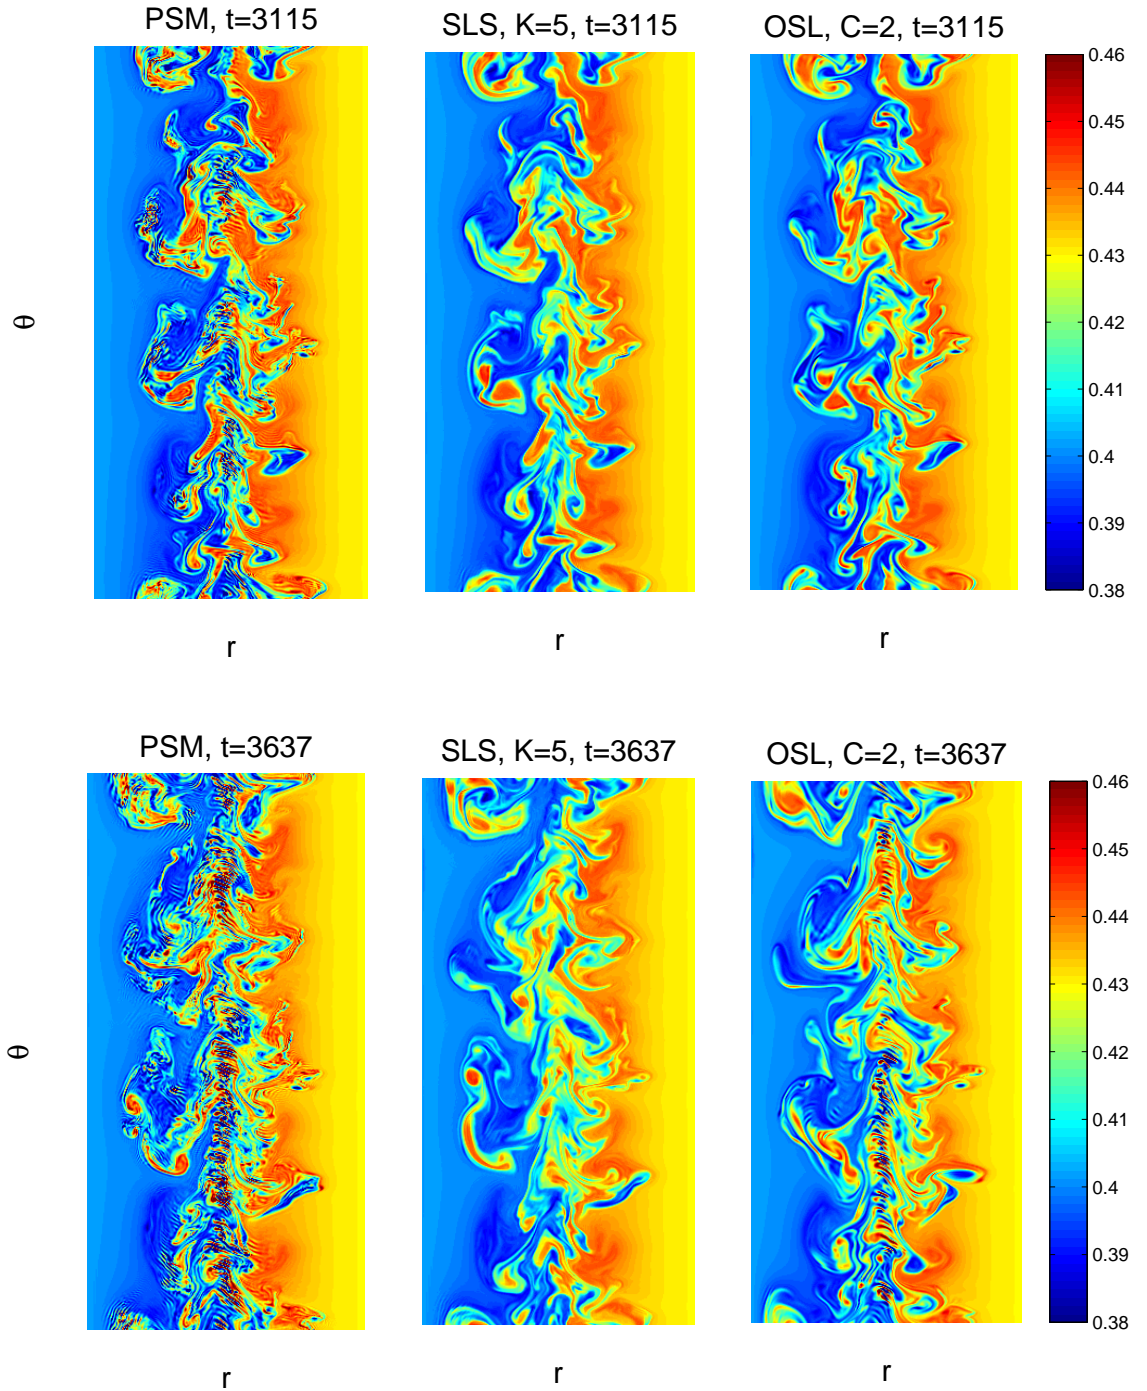 PSM, t=3115
SLS, K=5, t=3115
OSL, C=2, t=3115
0.46
0.45
0.44
0.43
0.42
0.41
0.4
0.39
0.38
θ
r
r
r
PSM, t=3637
SLS, K=5, t=3637
OSL, C=2, t=3637
0.46
0.45
0.44
0.43
0.42
0.41
0.4
0.39
0.38
θ
r
r
r